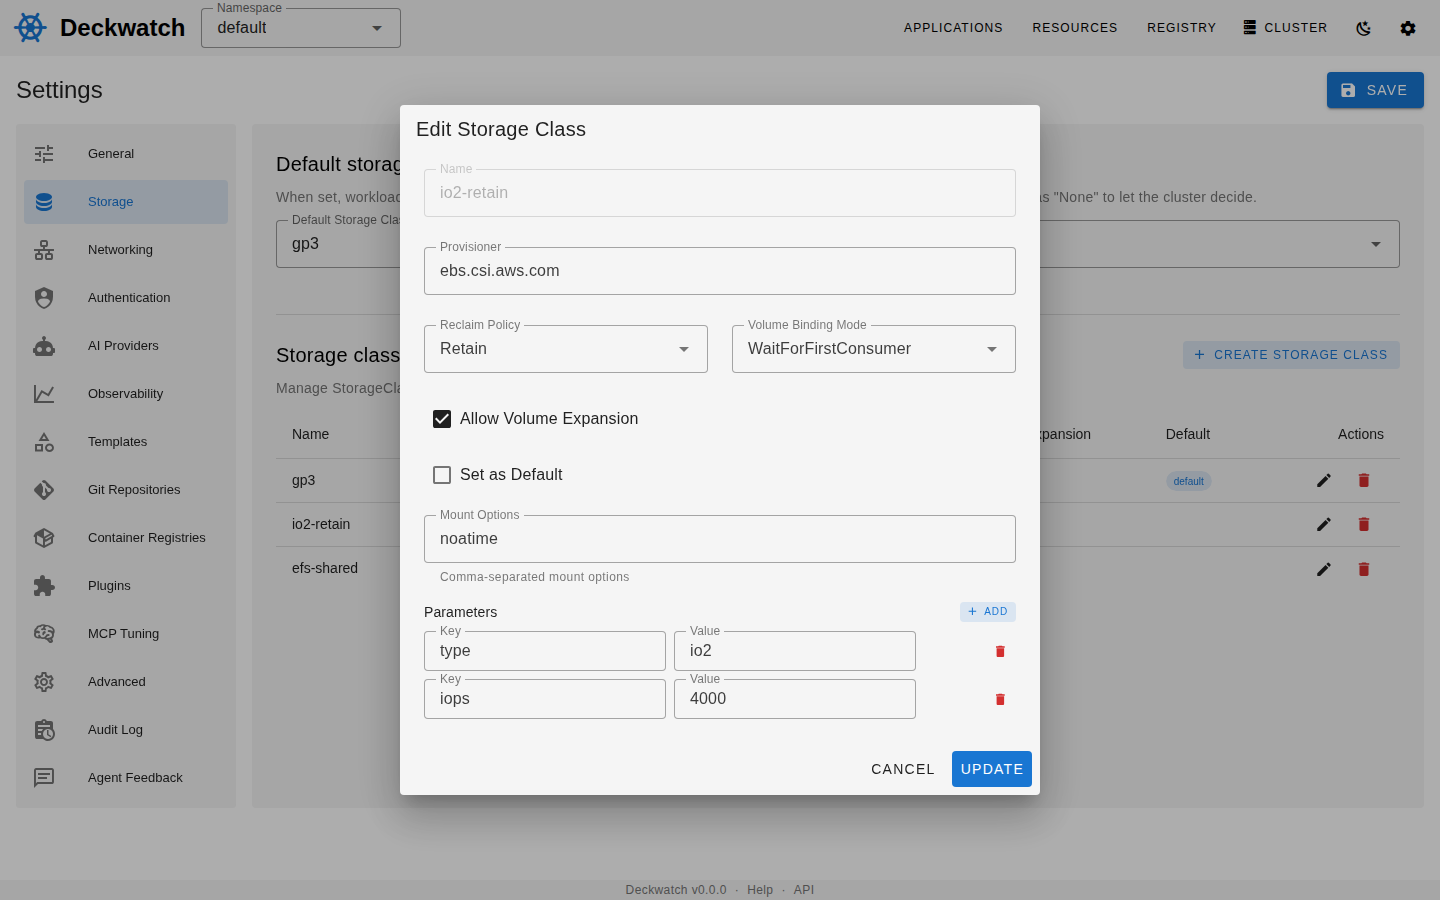 Deckwatch
Namespace
default
APPLICATIONS
RESOURCES
REGISTRY
CLUSTER
Settings
SAVE
General
Storage
Networking
Authentication
AI Providers
Observability
Templates
Git Repositories
Container Registries
Plugins
MCP Tuning
Advanced
Audit Log
Agent Feedback
Default storag
When set, workload
as "None" to let the cluster decide.
Default Storage Clas
gp3
Storage class
CREATE STORAGE CLASS
Manage StorageCla
Name
xpansion
Default
Actions
gp3
default
io2-retain
efs-shared
Edit Storage Class
Name
io2-retain
Provisioner
ebs.csi.aws.com
Reclaim Policy
Retain
Volume Binding Mode
WaitForFirstConsumer
Allow Volume Expansion
Set as Default
Mount Options
noatime
Comma-separated mount options
Parameters
ADD
Key
type
Value
io2
Key
iops
Value
4000
CANCEL
UPDATE
Deckwatch v0.0.0 · Help · API